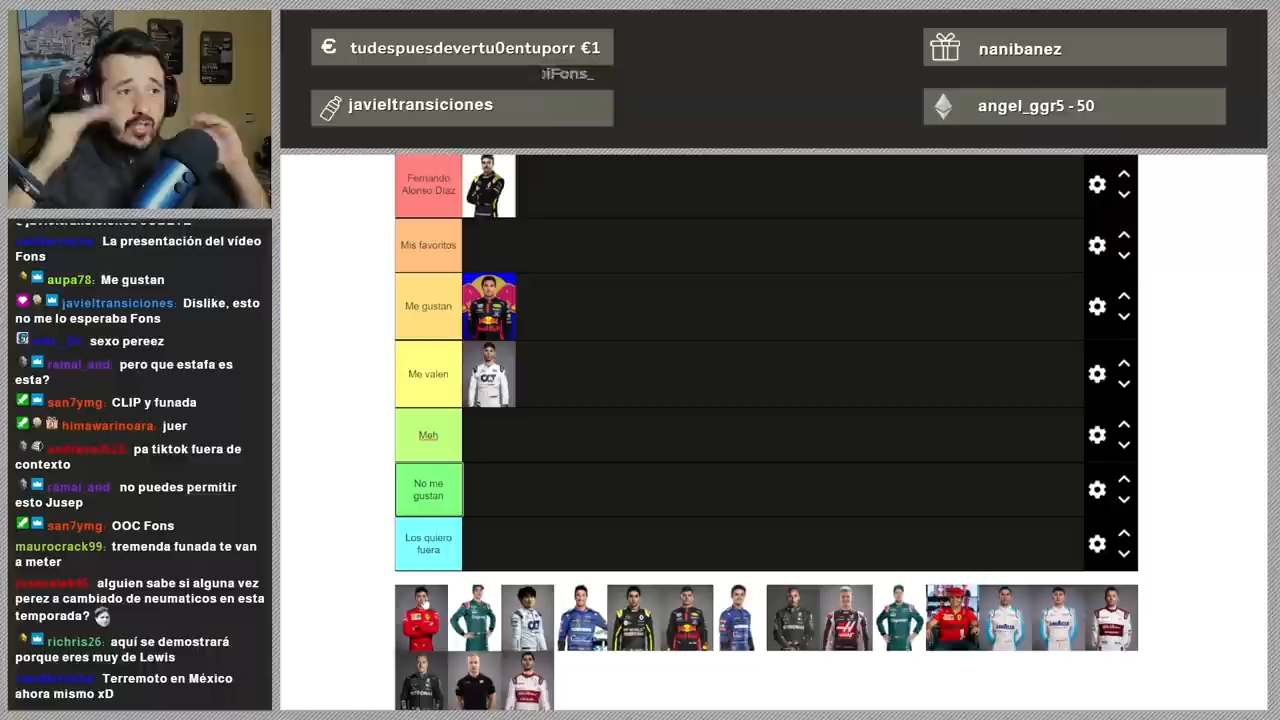 tudespuesdevertu0entuporr €1
iFons_
javieltransiciones
nanibanez
angel_ggr5 - 50
La presentación del vídeo
Fons
aupa78: Me gustan
javieltransiciones: Dislike, esto
no me lo esperaba Fons
sexo pereez
ramal_and: pero que estafa es
esta?
san7ymg: CLIP y funada
himawarinoara: juer
pa tiktok fuera de
contexto
ramal_and: no puedes permitir
esto Jusep
san7ymg: OOC Fons
maurocrack99: tremenda funada te van
a meter
alguien sabe si alguna vez
perez a cambiado de neumaticos en esta
temporada?
richris26: aquí se demostrará
porque eres muy de Lewis
Terremoto en México
ahora mismo xD
Fernando
Alonso Díaz
Mis favoritos
Me gustan
Me valen
Meh
No me
gustan
Los quiero
fuera